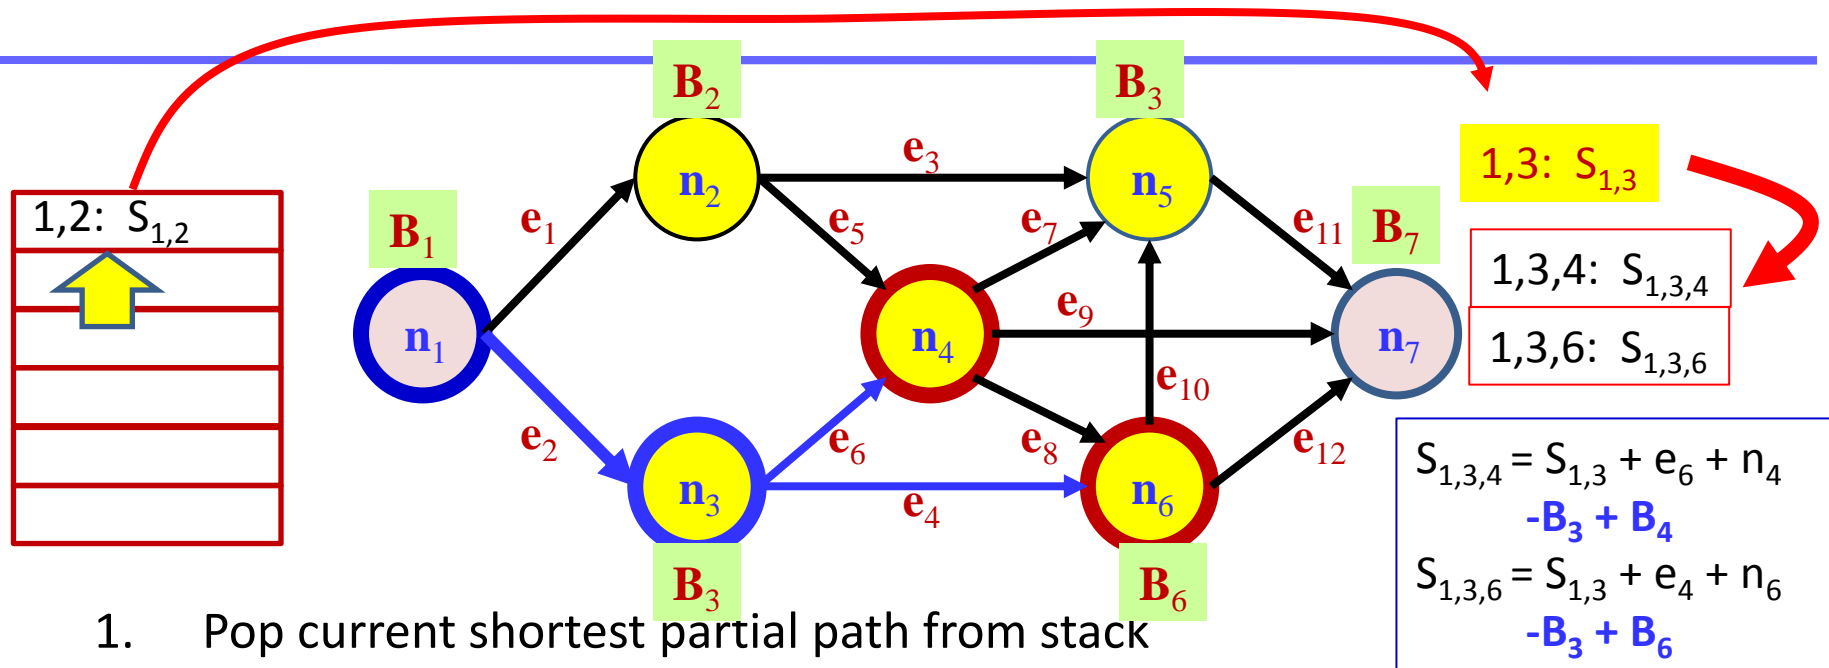 B₂
B₃
1,3: S₁,₃
1,2: S₁,₂
e₃
n₂
n₅
e₁
e₅
e₇
e₁₁
B₁
B₇
1,3,4: S₁,₃,₄
e₉
n₁
n₄
n₇
1,3,6: S₁,₃,₆
e₁₀
e₂
e₆
e₈
e₁₂
S₁,₃,₄ = S₁,₃ + e₆ + n₄
-B₃ + B₄
n₃
n₆
e₄
S₁,₃,₆ = S₁,₃ + e₄ + n₆
-B₃ + B₆
B₃
B₆
1. Pop current shortest partial path from stack